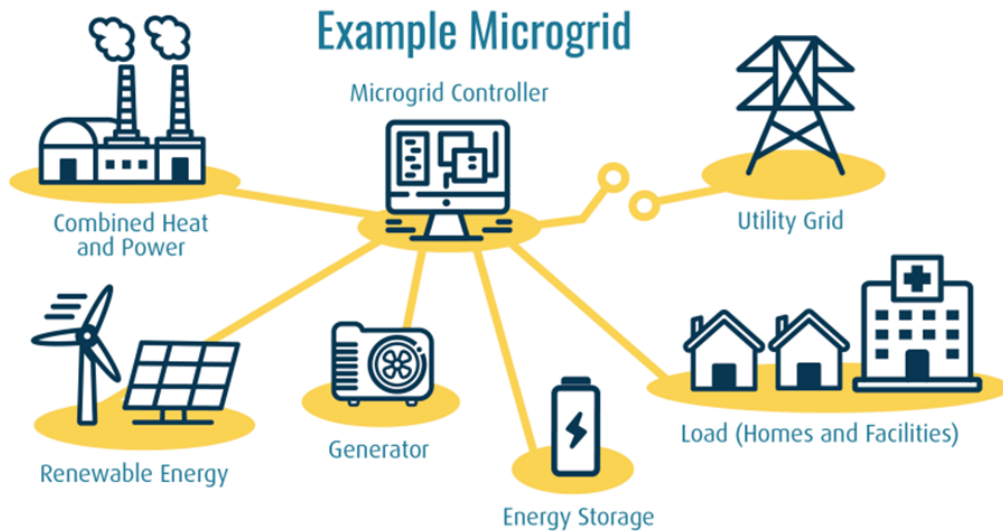 Example Microgrid
Microgrid Controller
Combined Heat
and Power
Utility Grid
Renewable Energy
Generator
Energy Storage
Load (Homes and Facilities)